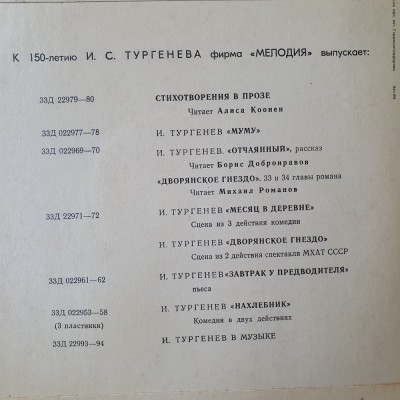 К 150-летию И. С. ТУРГЕНЕВА фирма «МЕЛОДИЯ» выпускает:
33Д 22979—80 СТИХОТВОРЕНИЯ В ПРОЗЕ
Читает Алиса Коонен
33Д 022977—78 И. ТУРГЕНЕВ «МУМУ»
33Д 022969—70 И. ТУРГЕНЕВ. «ОТЧАЯННЫЙ», рассказ
Читает Борис Добронравов
«ДВОРЯНСКОЕ ГНЕЗДО». 33 и 34 главы романа
Читает Михаил Романов
33Д 22971—72 И. ТУРГЕНЕВ «МЕСЯЦ В ДЕРЕВНЕ»
Сцена из 3 действия комедии
И. ТУРГЕНЕВ «ДВОРЯНСКОЕ ГНЕЗДО»
Сцена из 2 действия спектакля МХАТ СССР
33Д 022961—62 И. ТУРГЕНЕВ «ЗАВТРАК У ПРЕДВОДИТЕЛЯ»
пьеса
33Д 022953—58 И. ТУРГЕНЕВ «НАХЛЕБНИК»
(3 пластинки) Комедия в двух действиях
33Д 22993—94 И. ТУРГЕНЕВ В МУЗЫКЕ